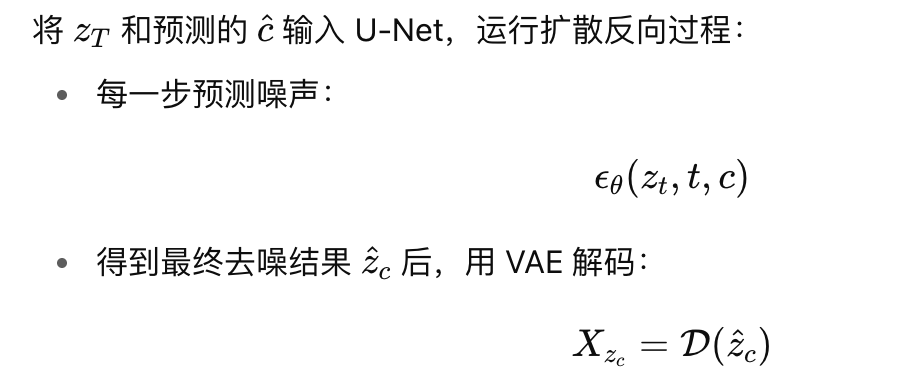 将 $z_T$ 和预测的 $\hat{c}$ 输入 U-Net，运行扩散反向过程：
• 每一步预测噪声：
$\epsilon_\theta(z_t, t, c)$
• 得到最终去噪结果 $\hat{z}_c$ 后，用 VAE 解码：
$X_{z_c} = \mathcal{D}(\hat{z}_c)$